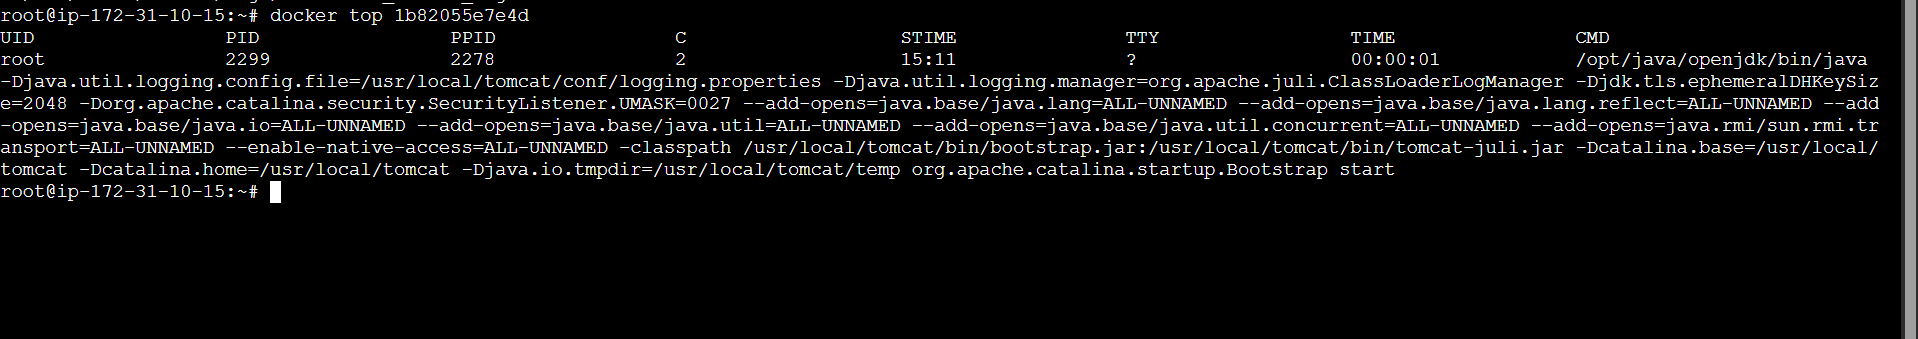 root@ip-172-31-10-15:~# docker top 1b82055e7e4d
UID PID PPID C STIME TTY TIME CMD
root 2299 2278 2 15:11 ? 00:00:01 /opt/java/openjdk/bin/java
-Djava.util.logging.config.file=/usr/local/tomcat/conf/logging.properties -Djava.util.logging.manager=org.apache.juli.ClassLoaderLogManager -Djdk.tls.ephemeralDHKeySiz
e=2048 -Dorg.apache.catalina.security.SecurityListener.UMASK=0027 --add-opens=java.base/java.lang=ALL-UNNAMED --add-opens=java.base/java.lang.reflect=ALL-UNNAMED --add
-opens=java.base/java.io=ALL-UNNAMED --add-opens=java.base/java.util=ALL-UNNAMED --add-opens=java.base/java.util.concurrent=ALL-UNNAMED --add-opens=java.rmi/sun.rmi.tr
ansport=ALL-UNNAMED --enable-native-access=ALL-UNNAMED -classpath /usr/local/tomcat/bin/bootstrap.jar:/usr/local/tomcat/bin/tomcat-juli.jar -Dcatalina.base=/usr/local/
tomcat -Dcatalina.home=/usr/local/tomcat -Djava.io.tmpdir=/usr/local/tomcat/temp org.apache.catalina.startup.Bootstrap start
root@ip-172-31-10-15:~#